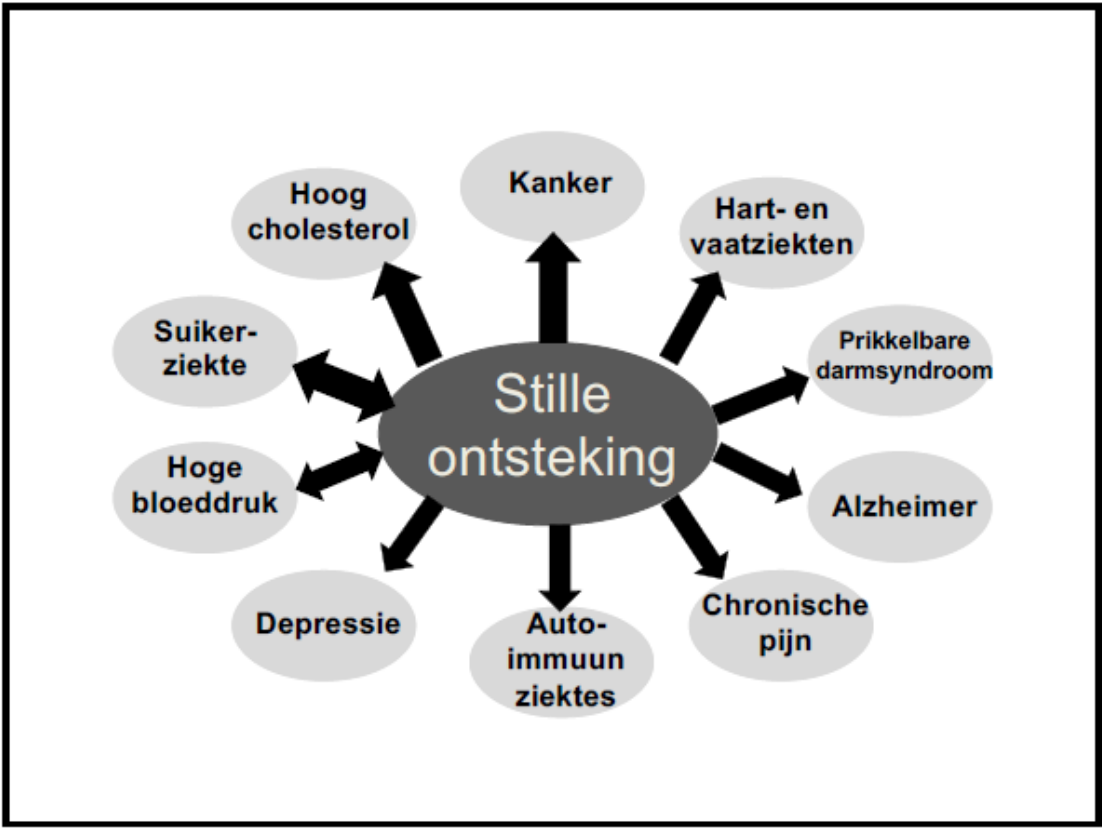 Kanker
Hoog
cholesterol
Hart- en
vaatziekten
Suiker-
ziekte
Prikkelbare
darmsyndroom
Stille
ontsteking
Hoge
bloeddruk
Alzheimer
Depressie
Auto-
immuun
ziektes
Chronische
pijn